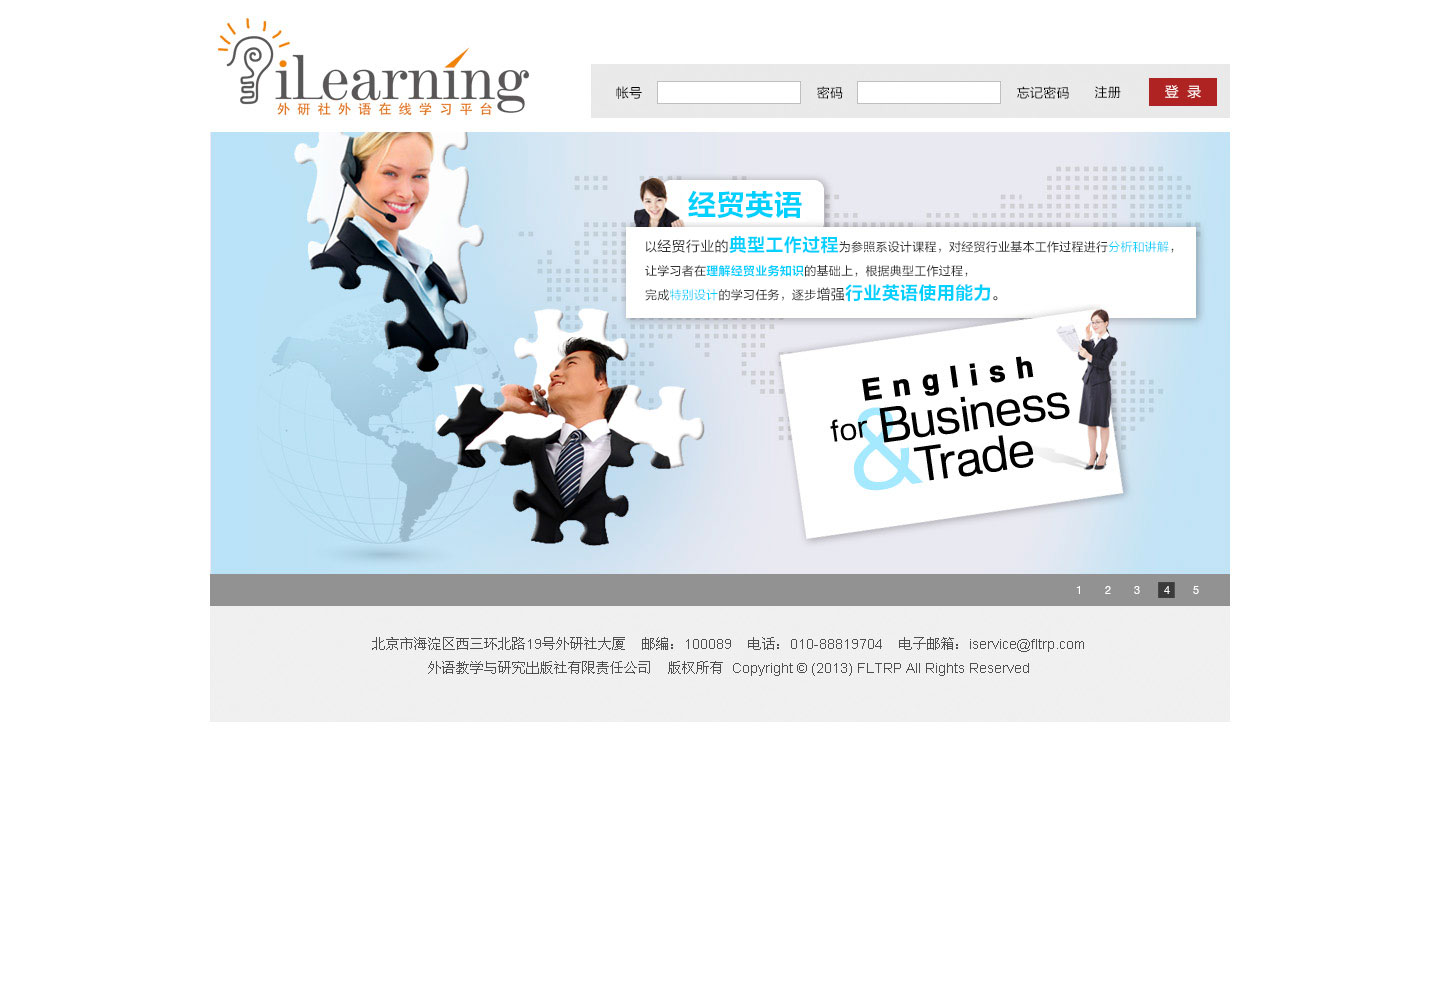 iLearning
外研社外语在线学习平台
帐号 密码 忘记密码 注册 登 录
经贸英语
以经贸行业的典型工作过程为参照系设计课程，对经贸行业基本工作过程进行分析和讲解，
让学习者在理解经贸业务知识的基础上，根据典型工作过程，
完成特别设计的学习任务，逐步增强行业英语使用能力。
English
for Business
& Trade
1 2 3 4 5
北京市海淀区西三环北路19号外研社大厦 邮编：100089 电话：010-88819704 电子邮箱：iservice@fltrp.com
外语教学与研究出版社有限责任公司 版权所有 Copyright © (2013) FLTRP All Rights Reserved